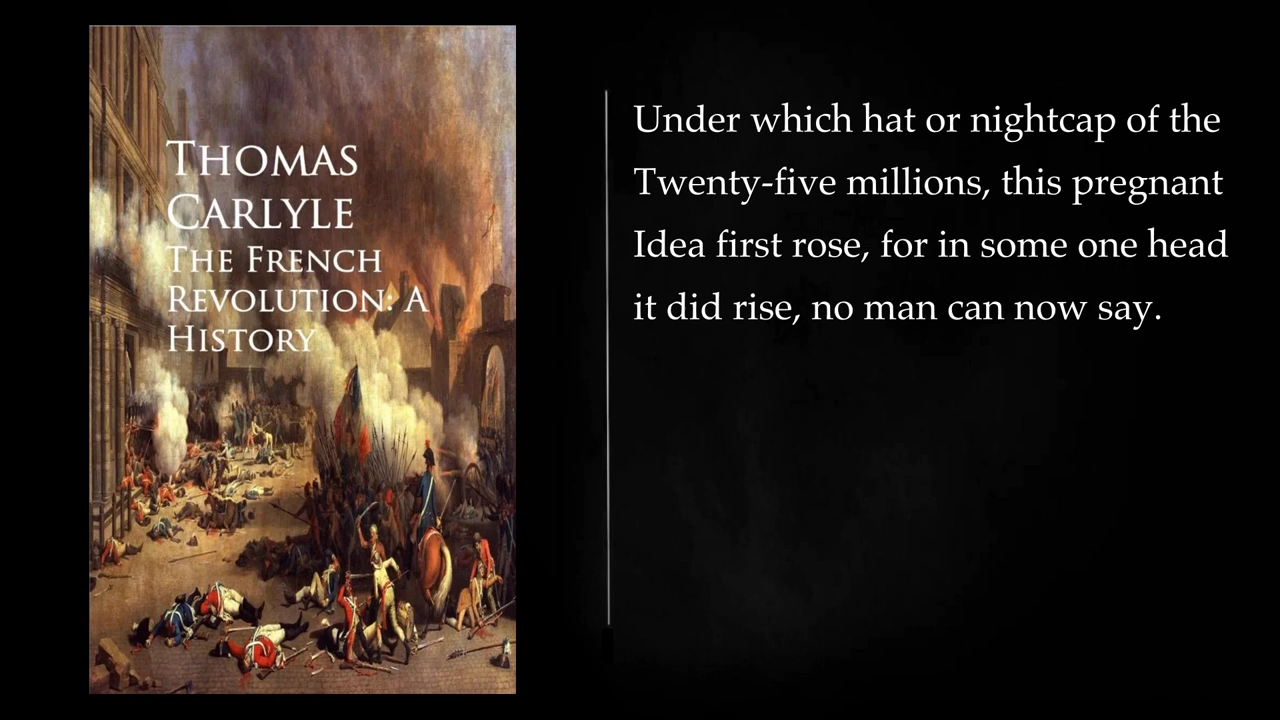 THOMAS
CARLYLE
THE FRENCH
REVOLUTION: A
HISTORY
Under which hat or nightcap of the
Twenty-five millions, this pregnant
Idea first rose, for in some one head
it did rise, no man can now say.